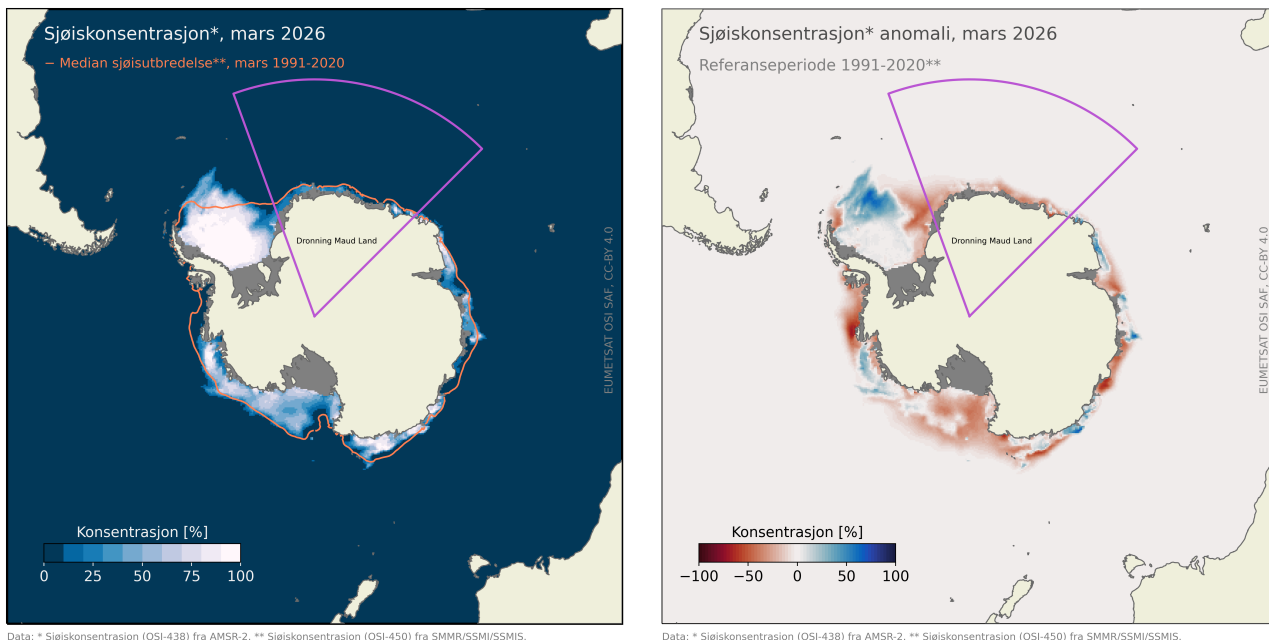 Sjøiskonsentrasjon*, mars 2026
− Median sjøisutbredelse**, mars 1991-2020
Dronning Maud Land
EUMETSAT OSI SAF, CC-BY 4.0
Konsentrasjon [%]
0 25 50 75 100
Data: * Sjøiskonsentrasjon (OSI-438) fra AMSR-2. ** Sjøiskonsentrasjon (OSI-450) fra SMMR/SSMI/SSMIS.
Sjøiskonsentrasjon* anomali, mars 2026
Referanseperiode 1991-2020**
Dronning Maud Land
EUMETSAT OSI SAF, CC-BY 4.0
Konsentrasjon [%]
−100 −50 0 50 100
Data: * Sjøiskonsentrasjon (OSI-438) fra AMSR-2. ** Sjøiskonsentrasjon (OSI-450) fra SMMR/SSMI/SSMIS.